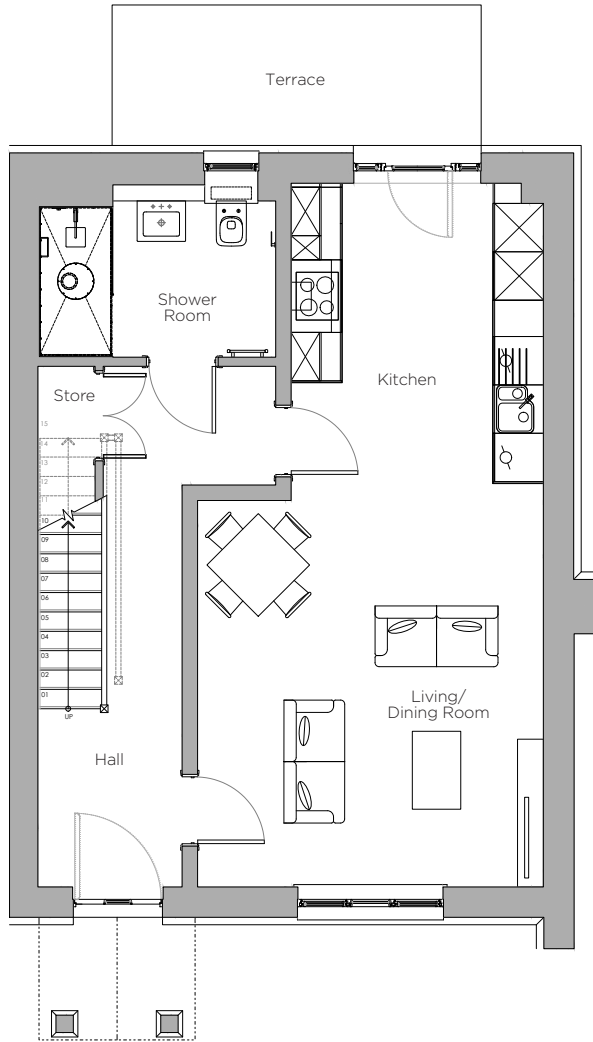 Terrace
Shower
Room
Store
Kitchen
15
14
13
12
11
10
09
08
07
06
05
04
03
02
01
UP
Living/
Dining Room
Hall